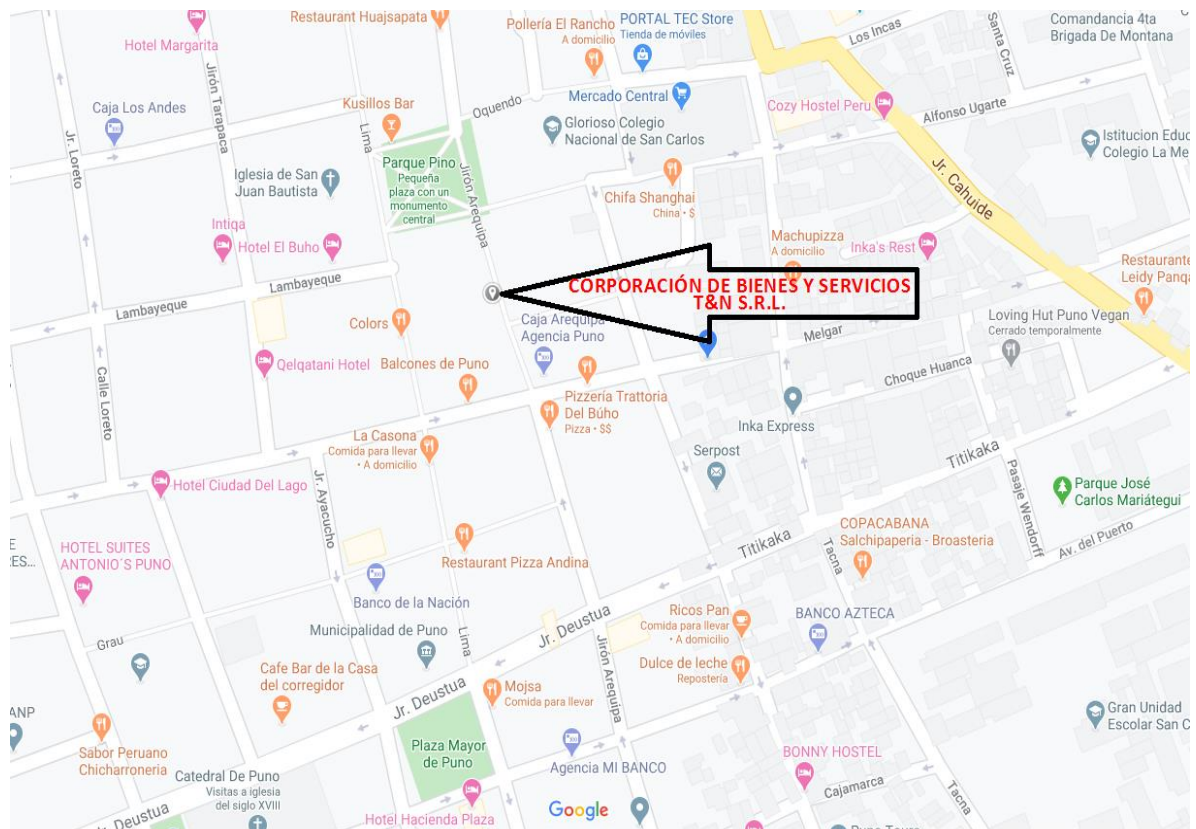 Restaurant Huajsapata
Pollería El Rancho
A domicilio
PORTAL TEC Store
Tienda de móviles
Los Incas
Santa Cruz
Comandancia 4ta
Brigada De Montana
Hotel Margarita
Jirón Tarapaca
Caja Los Andes
Jr. Loreto
Kusillos Bar
Lima
Oquendo
Mercado Central
Glorioso Colegio
Nacional de San Carlos
Cozy Hostel Peru
Alfonso Ugarte
Istitucion Educ
Colegio La Me
Jr. Cahuide
Iglesia de San
Juan Bautista
Parque Pino
Pequeña
plaza con un
monumento
central
Jirón Arequipa
Chifa Shanghai
China • $
Intiqa
Hotel El Buho
Machupizza
A domicilio
Inka's Rest
Restaurante
Leidy Panqa
Lambayeque
Lambayeque
CORPORACIÓN DE BIENES Y SERVICIOS
T&N S.R.L.
Colors
Caja Arequipa
Agencia Puno
Melgar
Loving Hut Puno Vegan
Cerrado temporalmente
Calle Loreto
Qelqatani Hotel
Balcones de Puno
Choque Huanca
Pizzería Trattoria
Del Búho
Pizza • $$
Inka Express
La Casona
Comida para llevar
• A domicilio
Serpost
Titikaka
Hotel Ciudad Del Lago
Jr. Ayacucho
Pasaje Wendorff
Parque José
Carlos Mariátegui
COPACABANA
Salchipaperia - Broasteria
Titikaka
Tacna
Av. del Puerto
E
ES...
HOTEL SUITES
ANTONIO'S PUNO
Restaurant Pizza Andina
Banco de la Nación
Grau
Municipalidad de Puno
Lima
Jr. Deustua
Ricos Pan
Comida para llevar
• A domicilio
BANCO AZTECA
Jirón Arequipa
Dulce de leche
Repostería
Cafe Bar de la Casa
del corregidor
Mojsa
Comida para llevar
Jr. Deustua
ANP
Sabor Peruano
Chicharroneria
Plaza Mayor
de Puno
Gran Unidad
Escolar San C
Catedral De Puno
Visitas a iglesia
del siglo XVIII
Agencia MI BANCO
BONNY HOSTEL
Cajamarca
Tacna
Deustua
Hotel Hacienda Plaza
Google